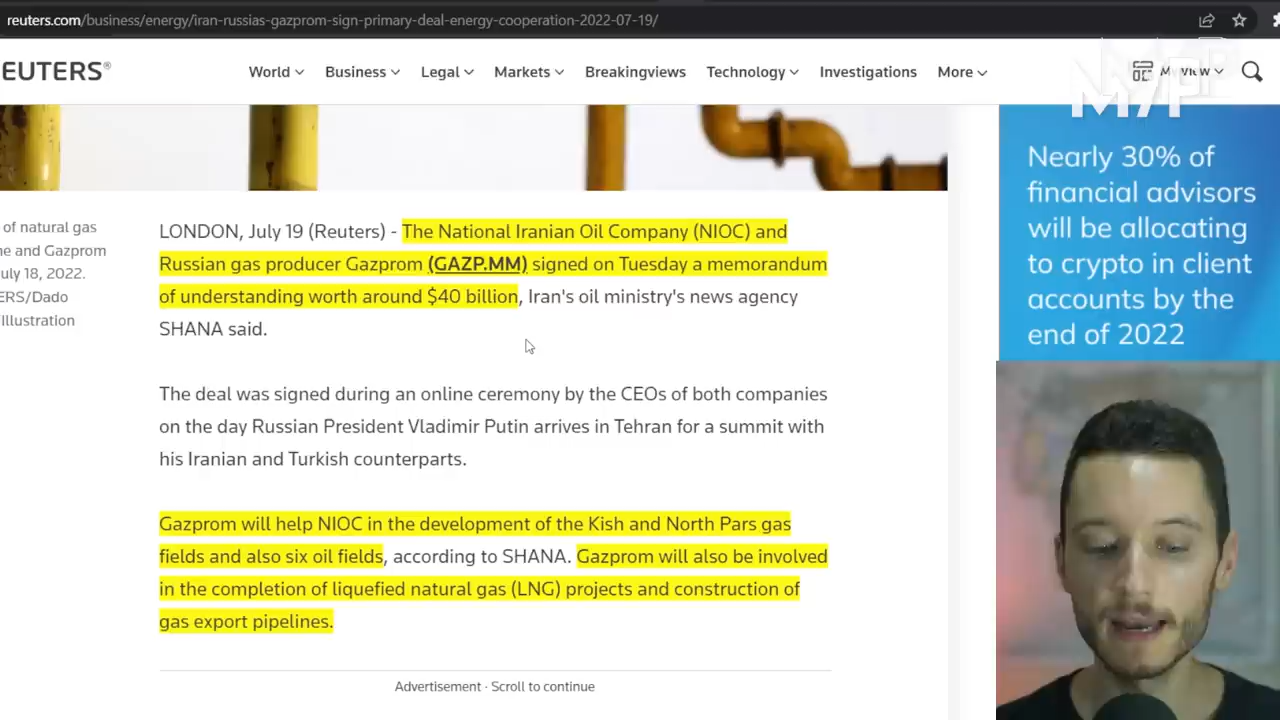 reuters.com/business/energy/iran-russias-gazprom-sign-primary-deal-energy-cooperation-2022-07-19/
EUTERS®
World Business Legal Markets Breakingviews Technology Investigations More
My View
Nearly 30% of
financial advisors
will be allocating
to crypto in client
accounts by the
end of 2022
of natural gas
ne and Gazprom
uly 18, 2022.
ERS/Dado
Illustration
LONDON, July 19 (Reuters) - The National Iranian Oil Company (NIOC) and
Russian gas producer Gazprom (GAZP.MM) signed on Tuesday a memorandum
of understanding worth around $40 billion, Iran's oil ministry's news agency
SHANA said.
The deal was signed during an online ceremony by the CEOs of both companies
on the day Russian President Vladimir Putin arrives in Tehran for a summit with
his Iranian and Turkish counterparts.
Gazprom will help NIOC in the development of the Kish and North Pars gas
fields and also six oil fields, according to SHANA. Gazprom will also be involved
in the completion of liquefied natural gas (LNG) projects and construction of
gas export pipelines.
Advertisement · Scroll to continue